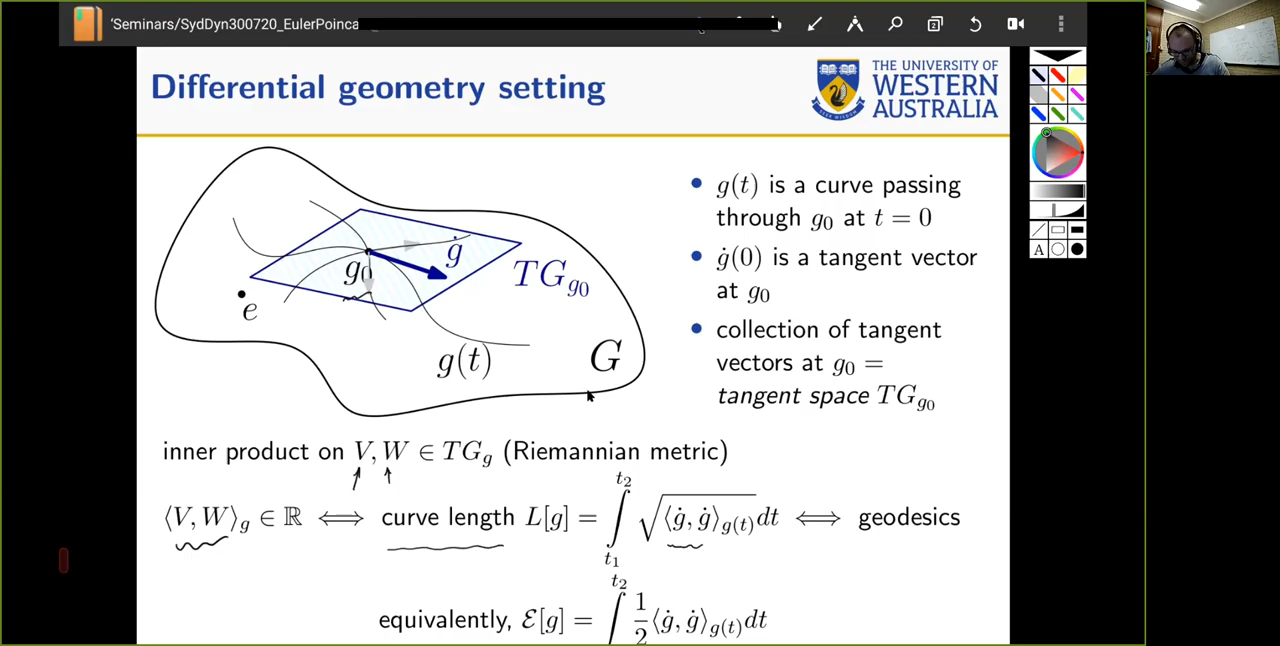 'Seminars/SydDyn300720_EulerPoinca
Differential geometry setting
THE UNIVERSITY OF
WESTERN
AUSTRALIA
g(t) is a curve passing
through g₀ at t = 0
ġ(0) is a tangent vector
at g₀
collection of tangent
vectors at g₀ =
tangent space TG_{g₀}
ġ
g₀
TG_{g₀}
e
g(t)
G
inner product on V, W ∈ TG_g (Riemannian metric)
⟨V, W⟩_g ∈ ℝ ⟺ curve length L[g] = ∫_{t₁}^{t₂} √⟨ġ, ġ⟩_{g(t)} dt ⟺ geodesics
equivalently, ℰ[g] = ∫^{t₂} 1/2 ⟨ġ, ġ⟩_{g(t)} dt
A
2